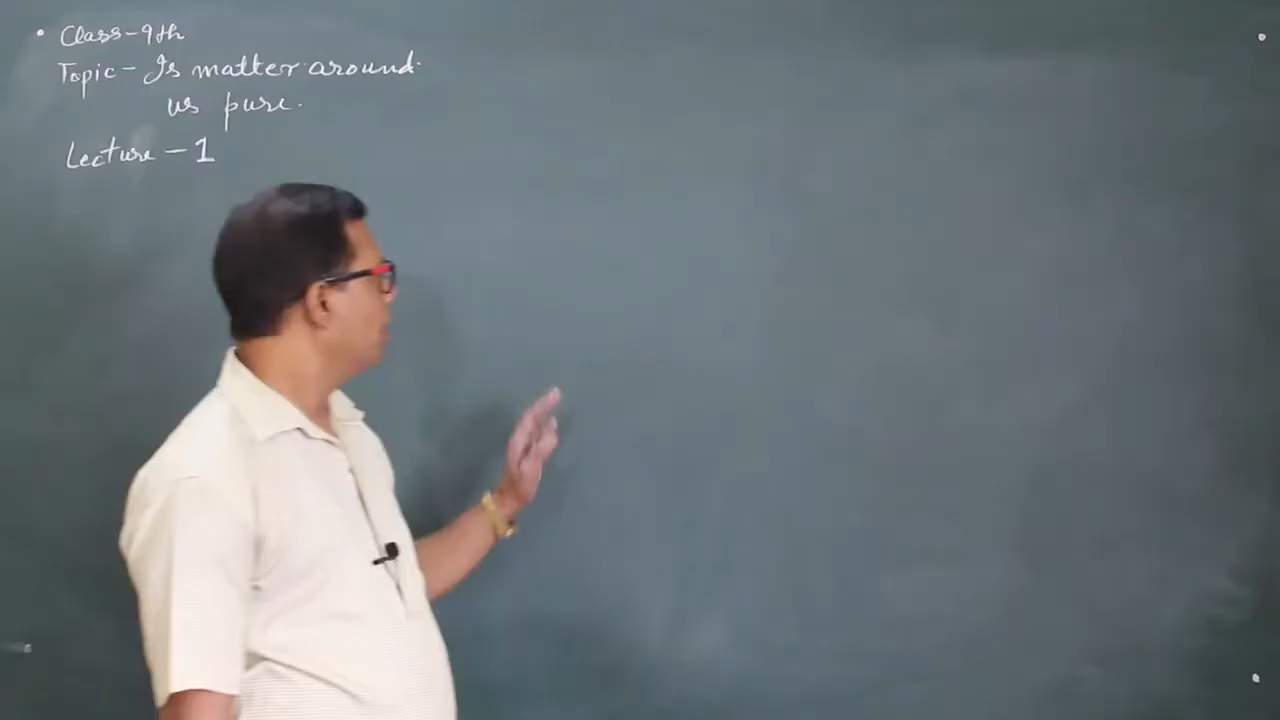 • Class-9th
Topic - Is matter around
us pure.
Lecture - 1